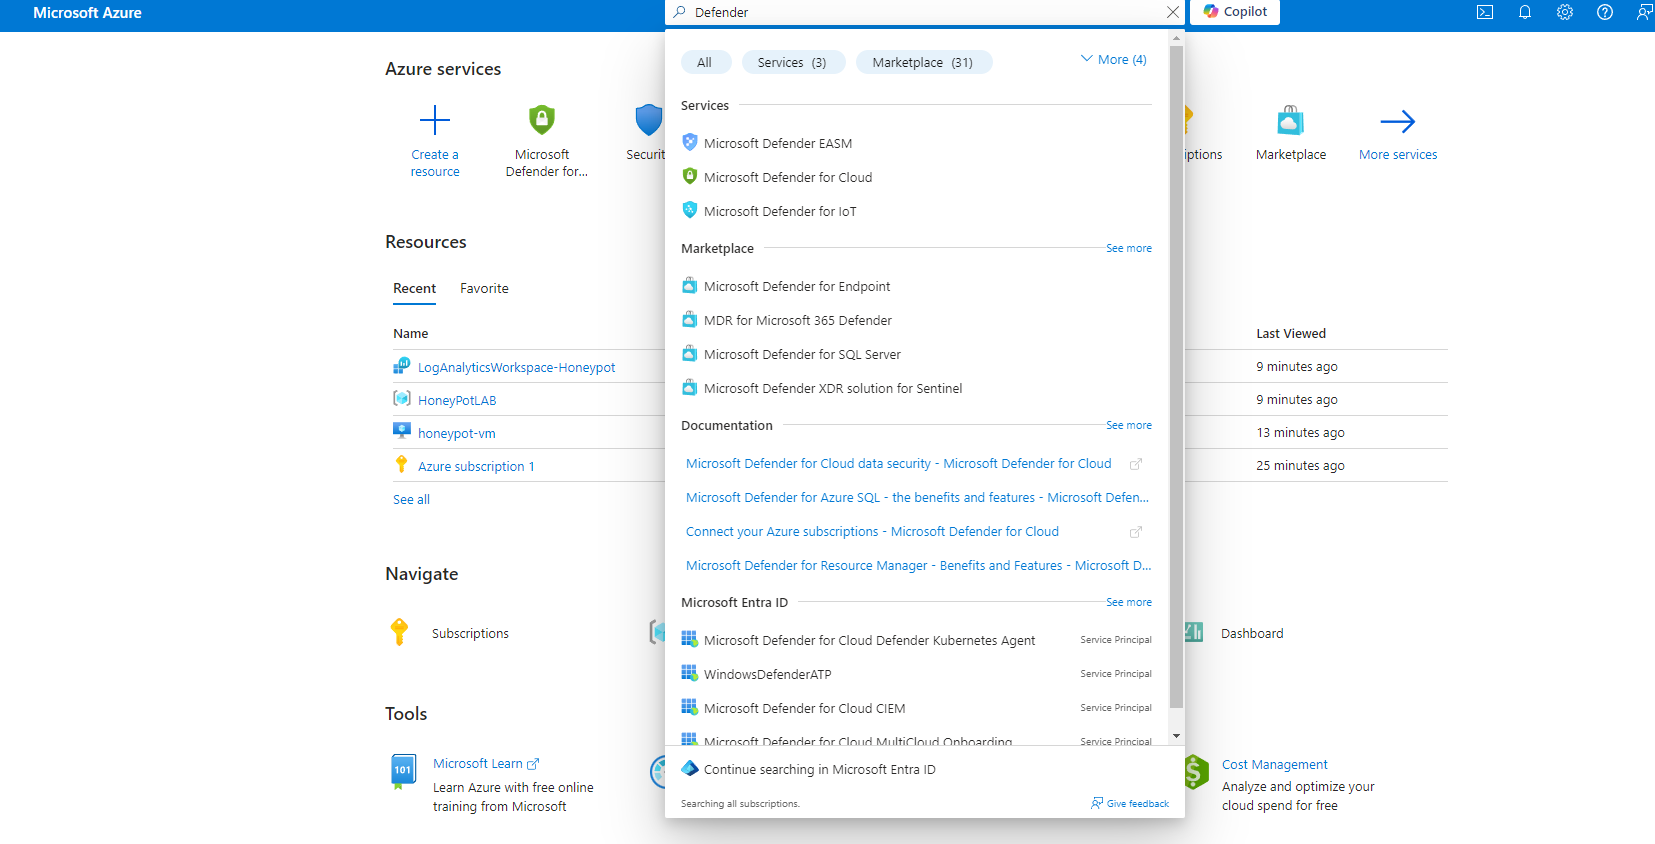 Microsoft Azure
Defender
Copilot
All
Services (3)
Marketplace (31)
More (4)
Services
Microsoft Defender EASM
Microsoft Defender for Cloud
Microsoft Defender for IoT
Marketplace
See more
Microsoft Defender for Endpoint
MDR for Microsoft 365 Defender
Microsoft Defender for SQL Server
Microsoft Defender XDR solution for Sentinel
Documentation
See more
Microsoft Defender for Cloud data security - Microsoft Defender for Cloud
Microsoft Defender for Azure SQL - the benefits and features - Microsoft Defen...
Connect your Azure subscriptions - Microsoft Defender for Cloud
Microsoft Defender for Resource Manager - Benefits and Features - Microsoft D...
Microsoft Entra ID
See more
Microsoft Defender for Cloud Defender Kubernetes Agent
Service Principal
WindowsDefenderATP
Service Principal
Microsoft Defender for Cloud CIEM
Service Principal
Microsoft Defender for Cloud MultiCloud Onboarding
Service Principal
Continue searching in Microsoft Entra ID
Searching all subscriptions.
Give feedback
Azure services
Create a
resource
Microsoft
Defender for...
Securit
iptions
Marketplace
More services
Resources
Recent
Favorite
Name
Last Viewed
LogAnalyticsWorkspace-Honeypot
9 minutes ago
HoneyPotLAB
9 minutes ago
honeypot-vm
13 minutes ago
Azure subscription 1
25 minutes ago
See all
Navigate
Subscriptions
Dashboard
Tools
101
Microsoft Learn
Learn Azure with free online
training from Microsoft
Cost Management
Analyze and optimize your
cloud spend for free